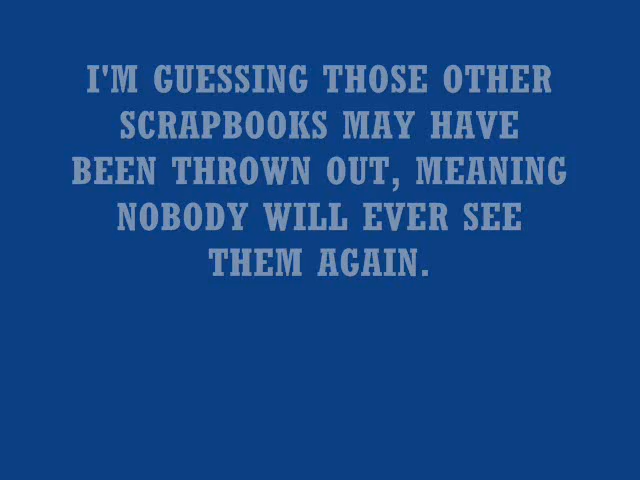 I'M GUESSING THOSE OTHER
SCRAPBOOKS MAY HAVE
BEEN THROWN OUT, MEANING
NOBODY WILL EVER SEE
THEM AGAIN.